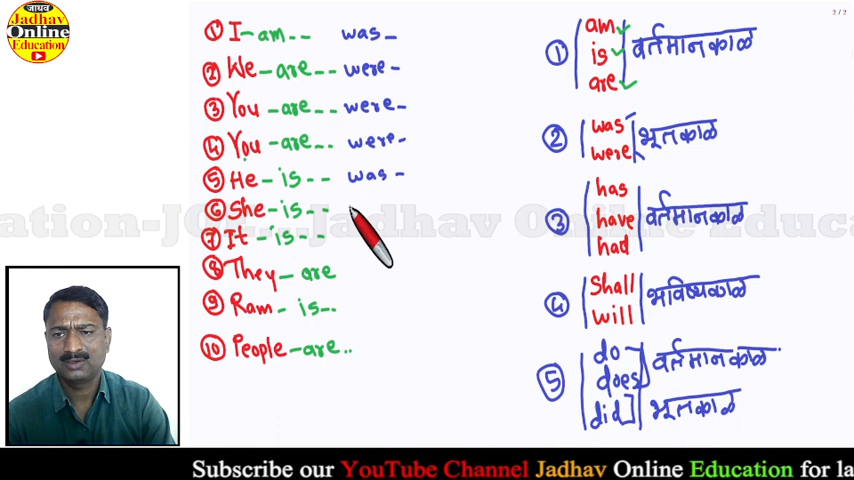 जाधव
Jadhav
Online
Education
2 / 2
① I - am - - was -
② We - are - - were -
③ You - are - - were -
④ You - are - - were -
⑤ He - is - - was -
⑥ She - is - -
⑦ It - is - -
⑧ They - are
⑨ Ram - is - .
⑩ People - are ..
① am is are वर्तमानकाळ
② was were भूतकाळ
③ has have had वर्तमानकाळ
④ Shall will भविष्यकाळ
⑤ do does वर्तमानकाळ
did भूतकाळ
Jadhav Online Educa
Subscribe our YouTube Channel Jadhav Online Education for la